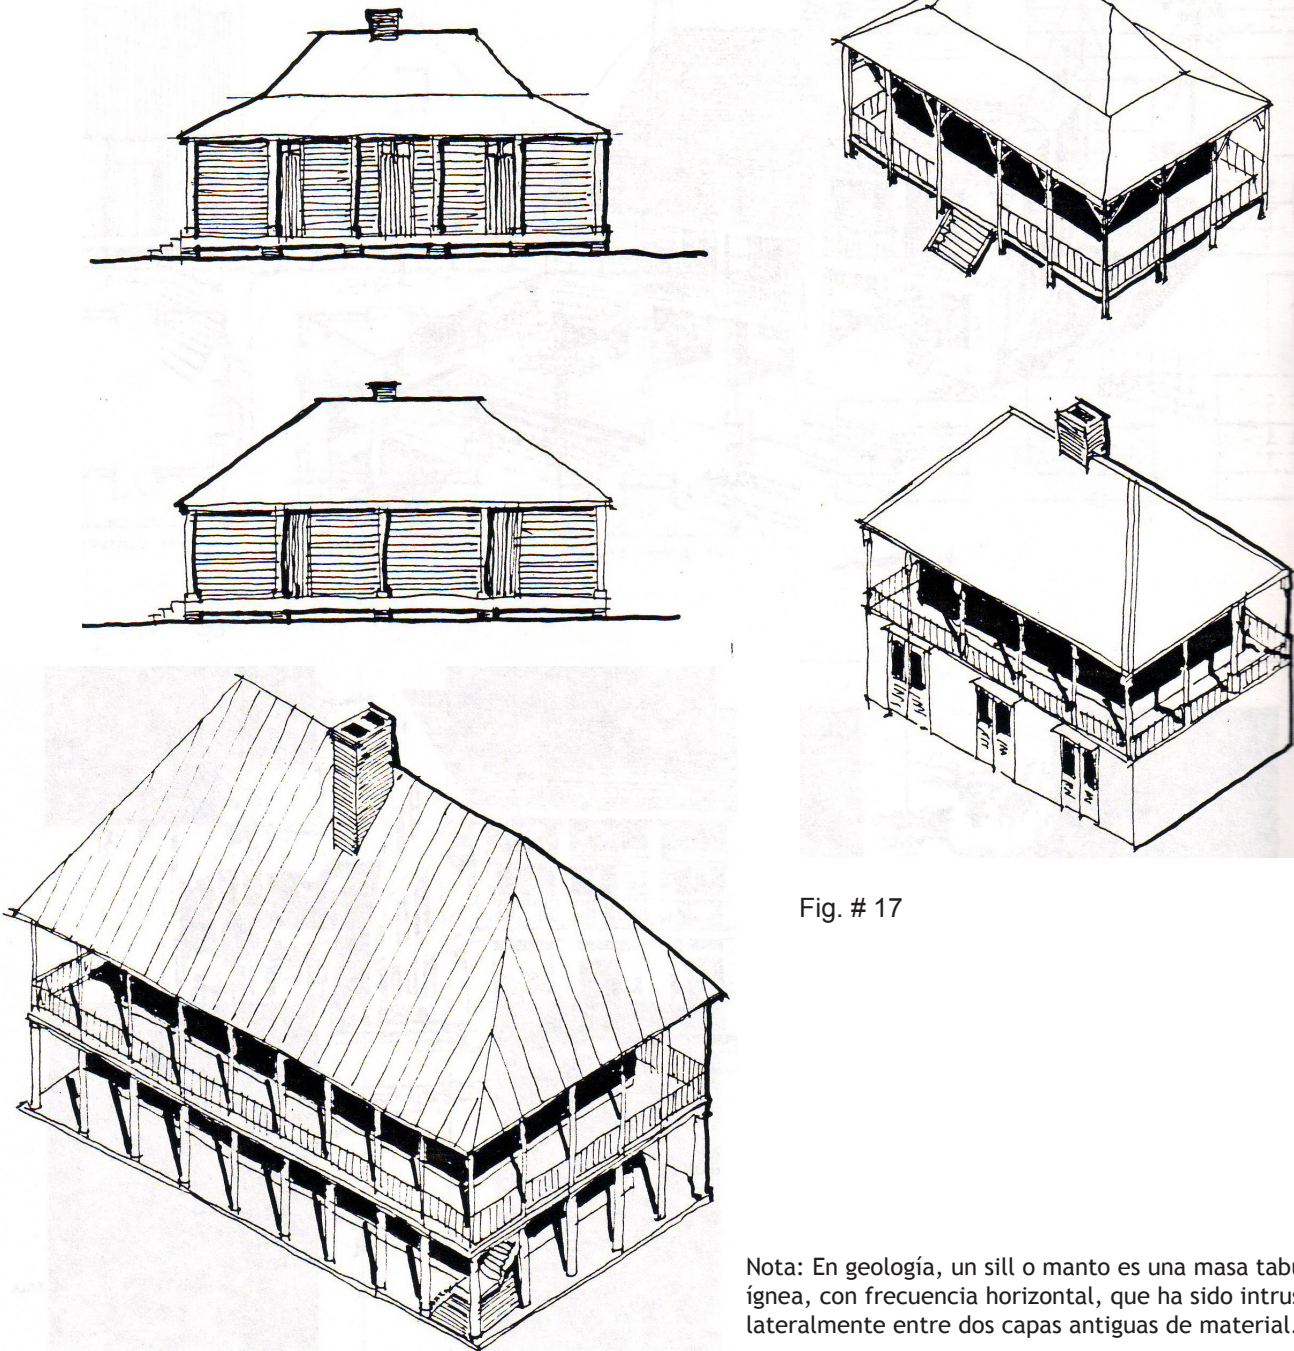 Fig. # 17
Nota: En geología, un sill o manto es una masa
ígnea, con frecuencia horizontal, que ha sido
lateralmente entre dos capas antiguas de material.